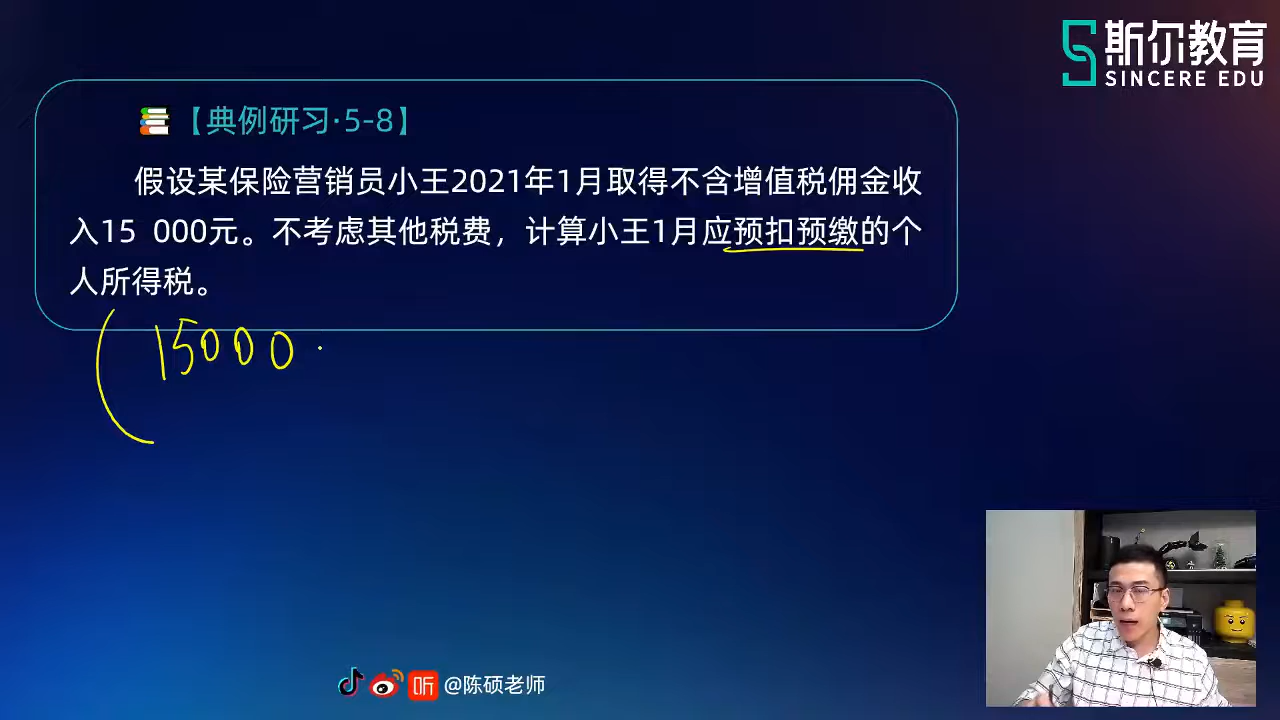 斯尔教育
SINCERE EDU
【典例研习·5-8】
假设某保险营销员小王2021年1月取得不含增值税佣金收
入15 000元。不考虑其他税费，计算小王1月应预扣预缴的个
人所得税。
( 15000
听 @陈硕老师